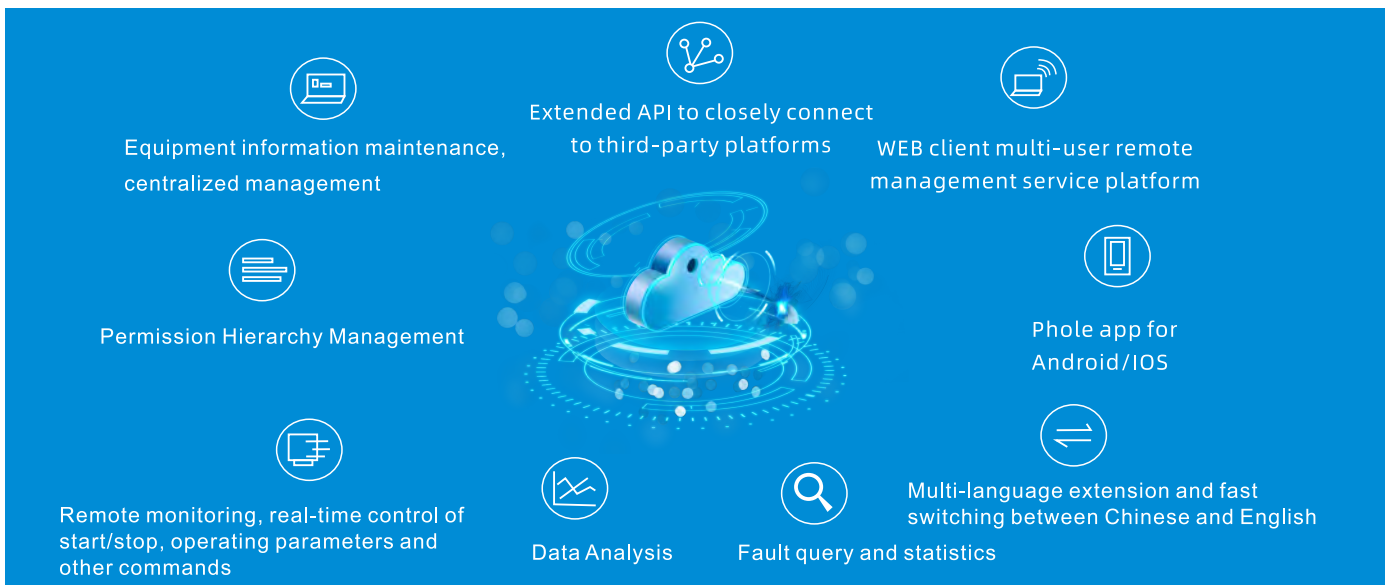 Extended API to closely connect
to third-party platforms
Equipment information maintenance,
centralized management
WEB client multi-user remote
management service platform
Permission Hierarchy Management
Phole app for
Android/IOS
Remote monitoring, real-time control of
start/stop, operating parameters and
other commands
Data Analysis
Fault query and statistics
Multi-language extension and fast
switching between Chinese and English